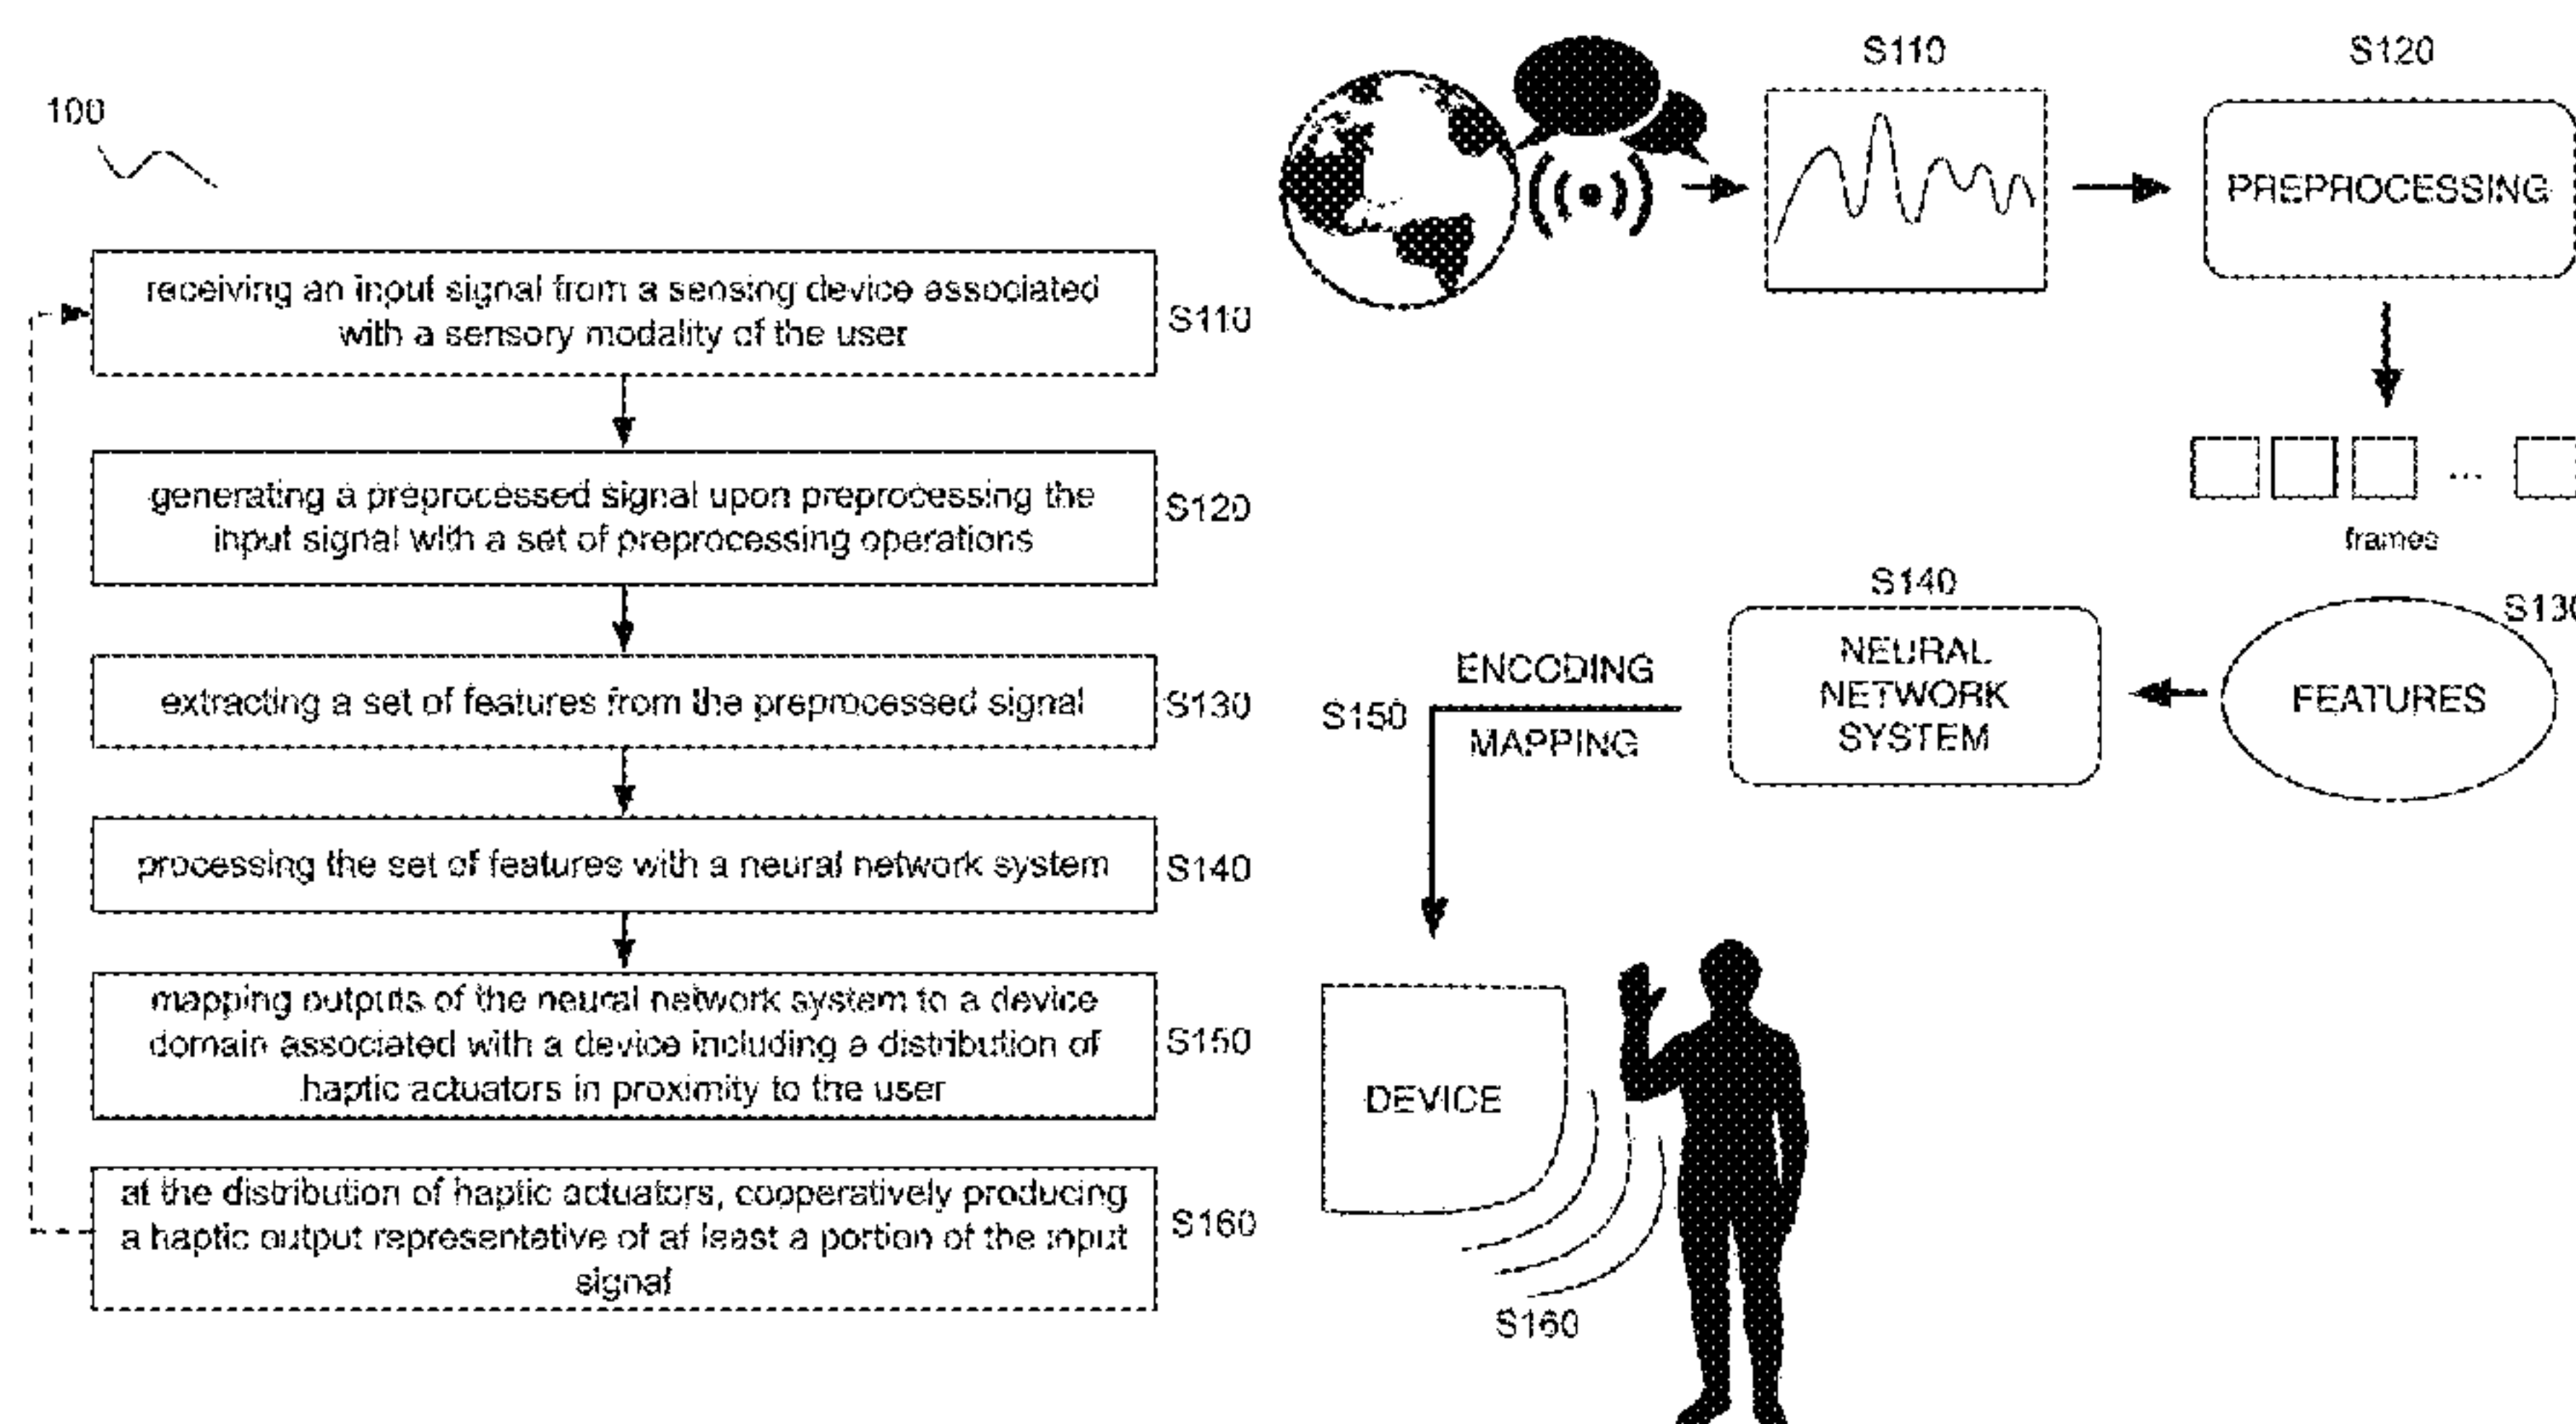 100
receiving an input signal from a sensing device associated
with a sensory modality of the user
S110
generating a preprocessed signal upon preprocessing the
input signal with a set of preprocessing operations
S120
extracting a set of features from the preprocessed signal
S130
processing the set of features with a neural network system
S140
mapping outputs of the neural network system to a device
domain associated with a device including a distribution of
haptic actuators in proximity to the user
S150
at the distribution of haptic actuators, cooperatively producing
a haptic output representative of at least a portion of the input
signal
S160
S110
S120
PREPROCESSING
...
frames
S130
FEATURES
S140
NEURAL
NETWORK
SYSTEM
ENCODING
S150
MAPPING
DEVICE
S160